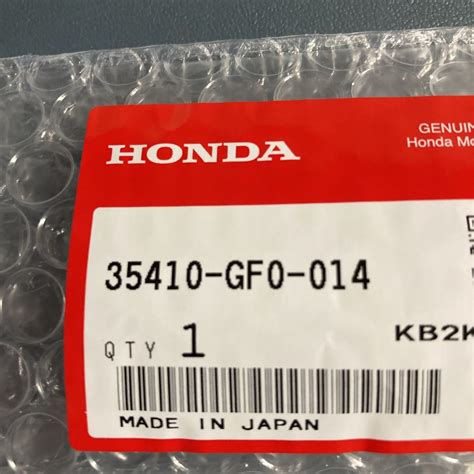 GENUIN
HONDA
Honda Mo
35410-GF0-014
QTY 1
KB2K
MADE IN JAPAN